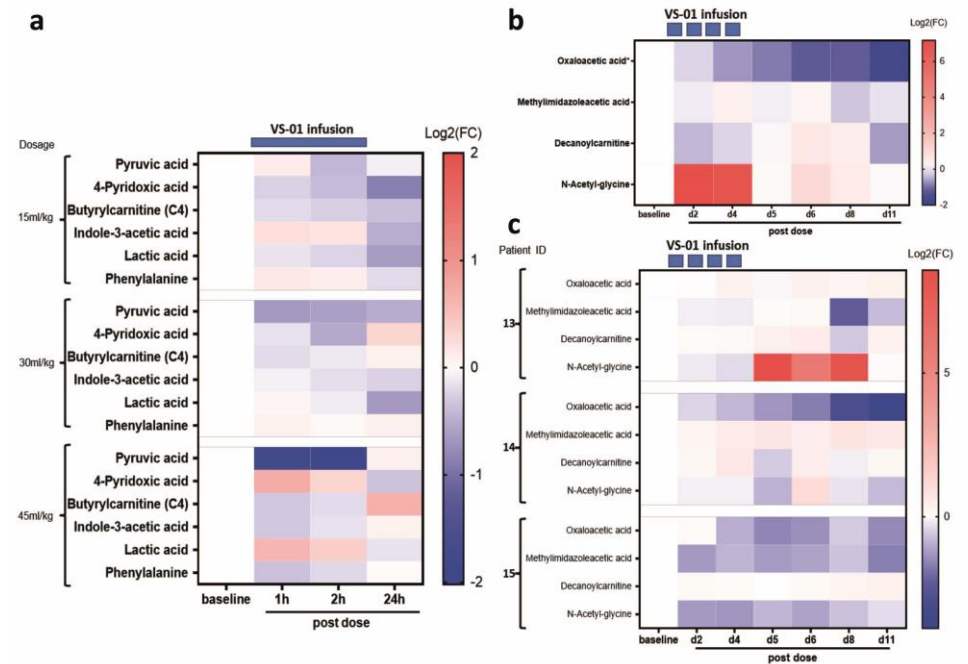 a
VS-01 infusion
Log2(FC)
Dosage
15ml/kg
Pyruvic acid
4-Pyridoxic acid
Butyrylcarnitine (C4)
Indole-3-acetic acid
Lactic acid
Phenylalanine
30ml/kg
Pyruvic acid
4-Pyridoxic acid
Butyrylcarnitine (C4)
Indole-3-acetic acid
Lactic acid
Phenylalanine
45ml/kg
Pyruvic acid
4-Pyridoxic acid
Butyrylcarnitine (C4)
Indole-3-acetic acid
Lactic acid
Phenylalanine
2
1
0
-1
-2
baseline 1h 2h 24h
post dose
b
VS-01 infusion
Log2(FC)
Oxaloacetic acid*
Methylimidazoleacetic acid
Decanoylcarnitine
N-Acetyl-glycine
6
4
2
0
-2
baseline d2 d4 d5 d6 d8 d11
post dose
c
VS-01 infusion
Log2(FC)
Patient ID
13
Oxaloacetic acid
Methylimidazoleacetic acid
Decanoylcarnitine
N-Acetyl-glycine
14
Oxaloacetic acid
Methylimidazoleacetic acid
Decanoylcarnitine
N-Acetyl-glycine
15
Oxaloacetic acid
Methylimidazoleacetic acid
Decanoylcarnitine
N-Acetyl-glycine
5
0
baseline d2 d4 d5 d6 d8 d11
post dose